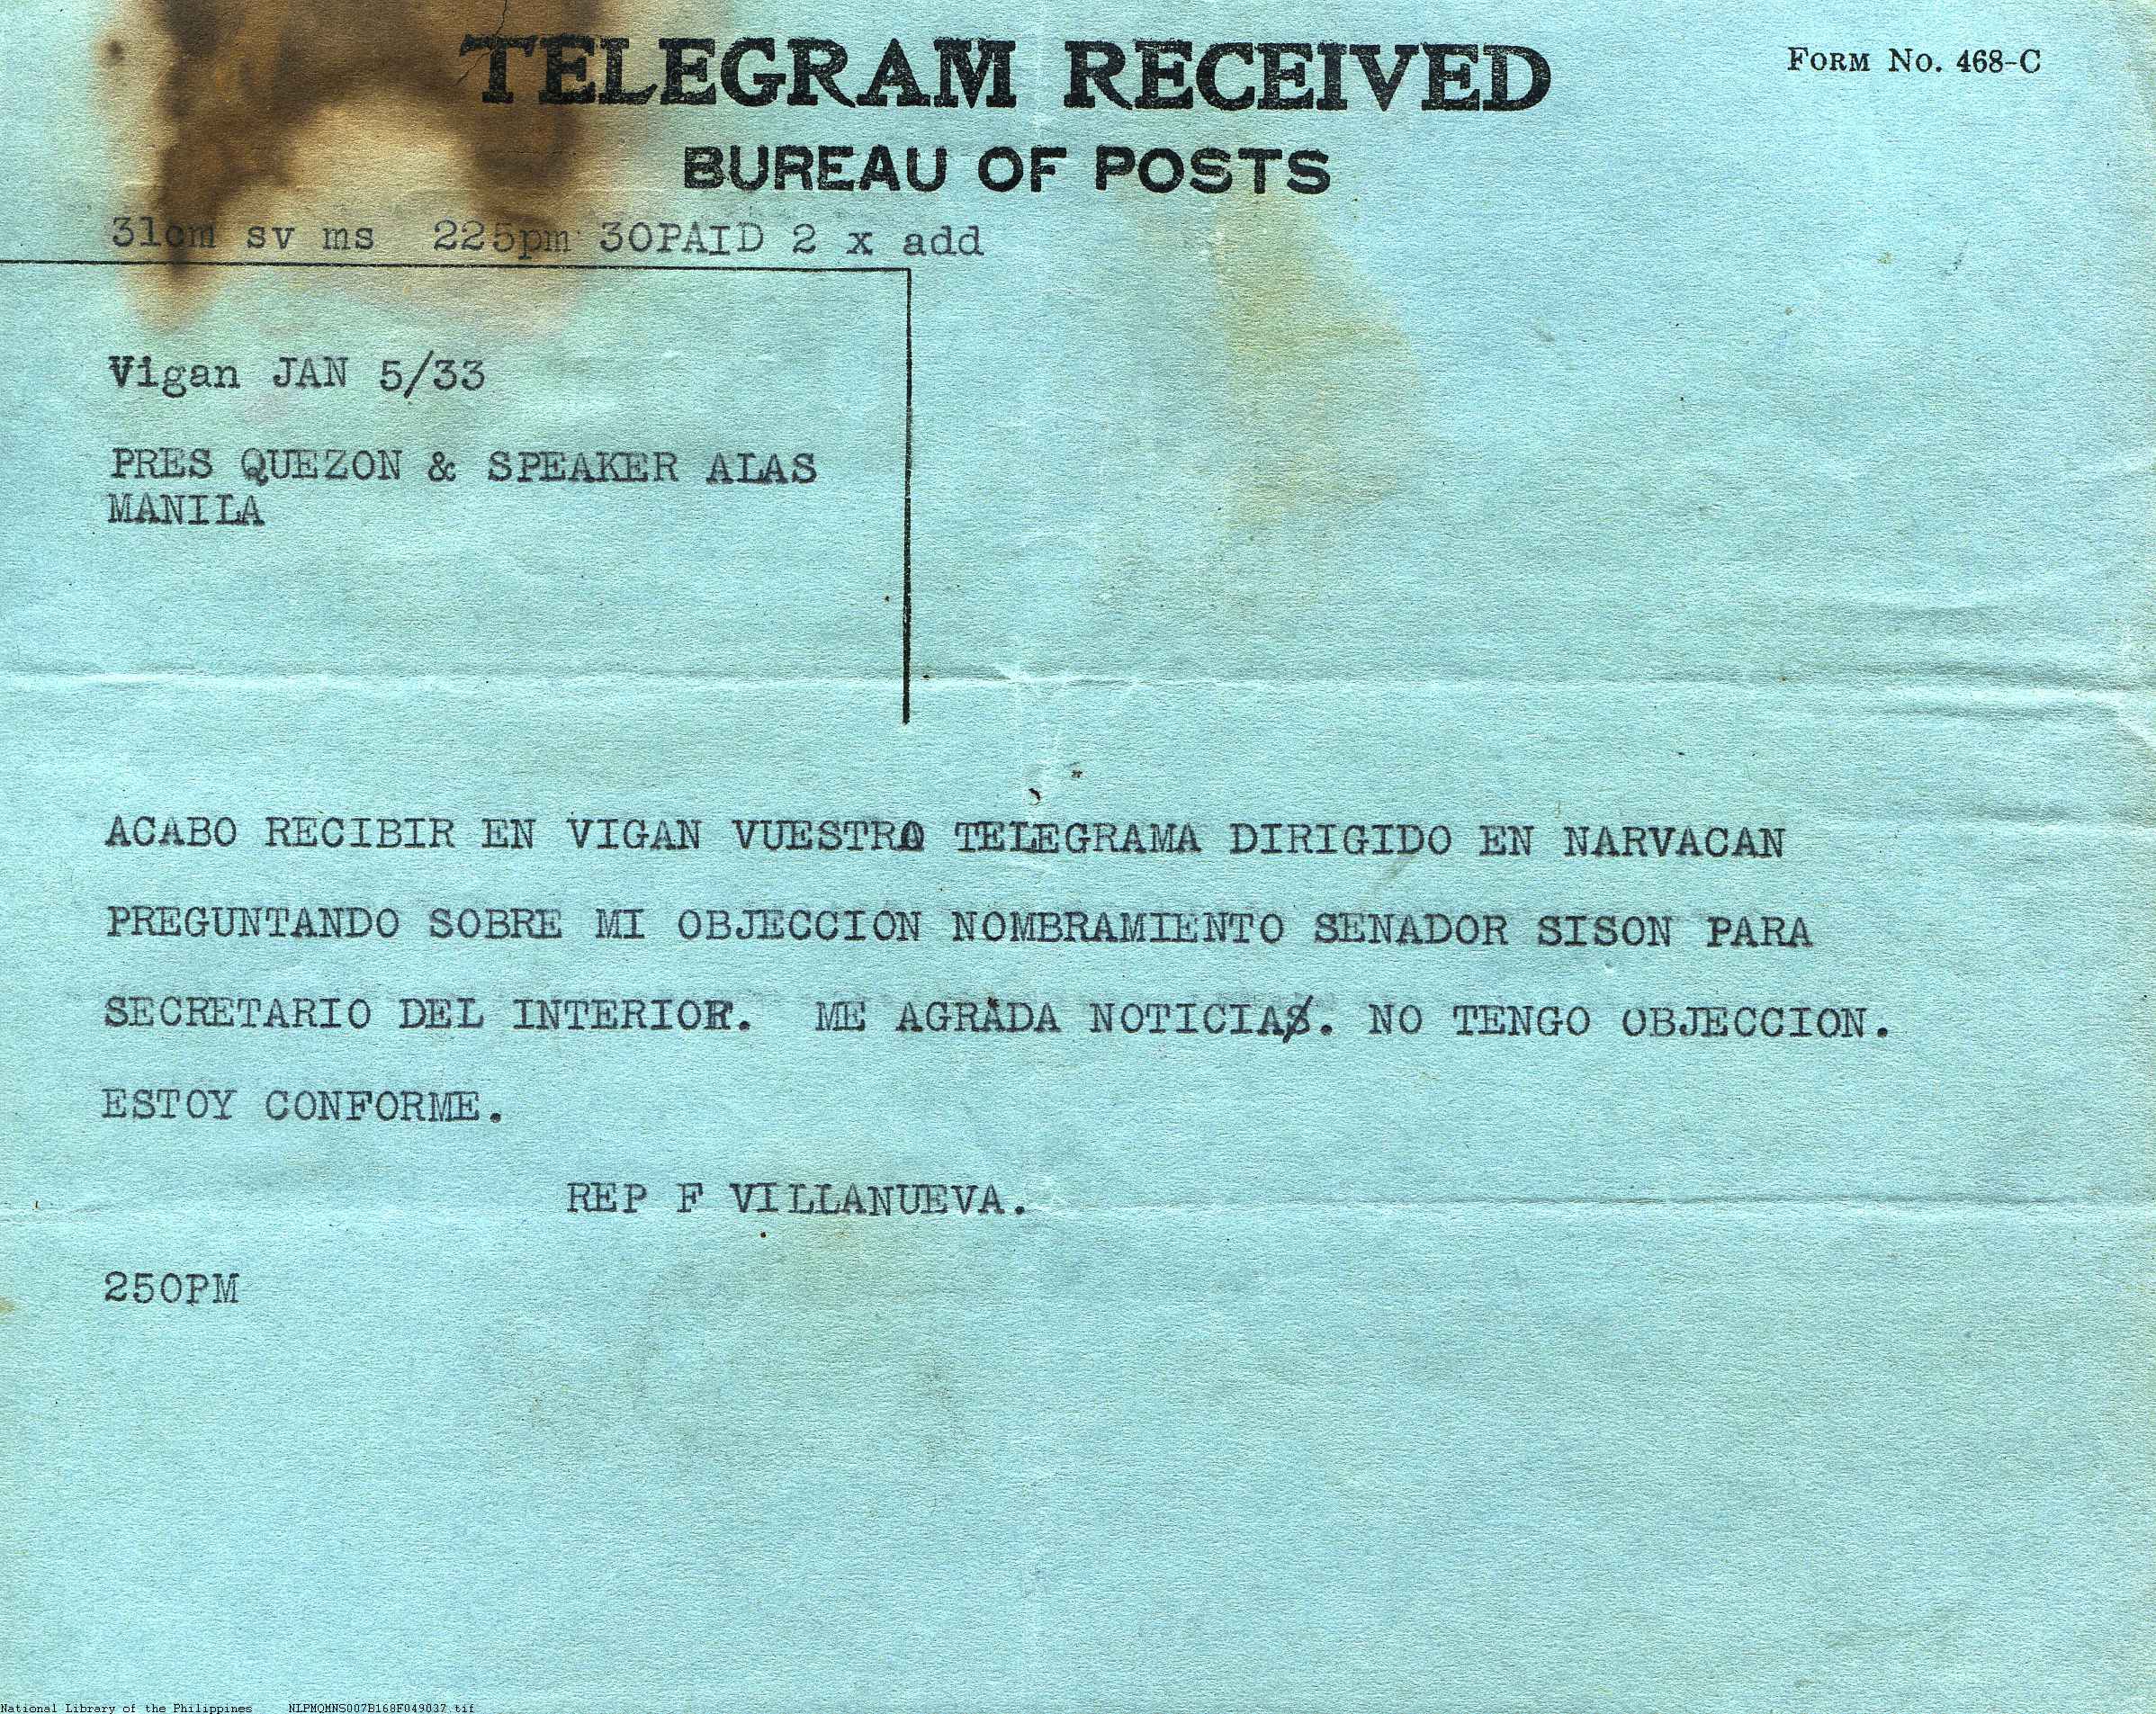 TELEGRAM RECEIVED
FORM NO. 468-C
BUREAU OF POSTS
31cm sv ms 225pm 30PAID 2 x add
Vigan JAN 5/33
PRES QUEZON & SPEAKER ALAS
MANILA
ACABO RECIBIR EN VIGAN VUESTRO TELEGRAMA DIRIGIDO EN NARVACAN
PREGUNTANDO SOBRE MI OBJECCION NOMBRAMIENTO SENADOR SISON PARA
SECRETARIO DEL INTERIOR. ME AGRADA NOTICIAS. NO TENGO OBJECCION.
ESTOY CONFORME.
REP F VILLANUEVA.
250PM
National Library of the Philippines NLPMQMNS007B168F049037.tif